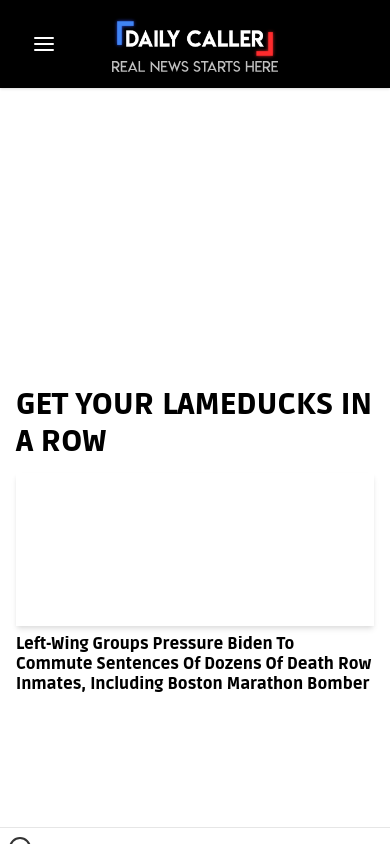 DAILY CALLER
REAL NEWS STARTS HERE
GET YOUR LAMEDUCKS IN
A ROW
Left-Wing Groups Pressure Biden To
Commute Sentences Of Dozens Of Death Row
Inmates, Including Boston Marathon Bomber